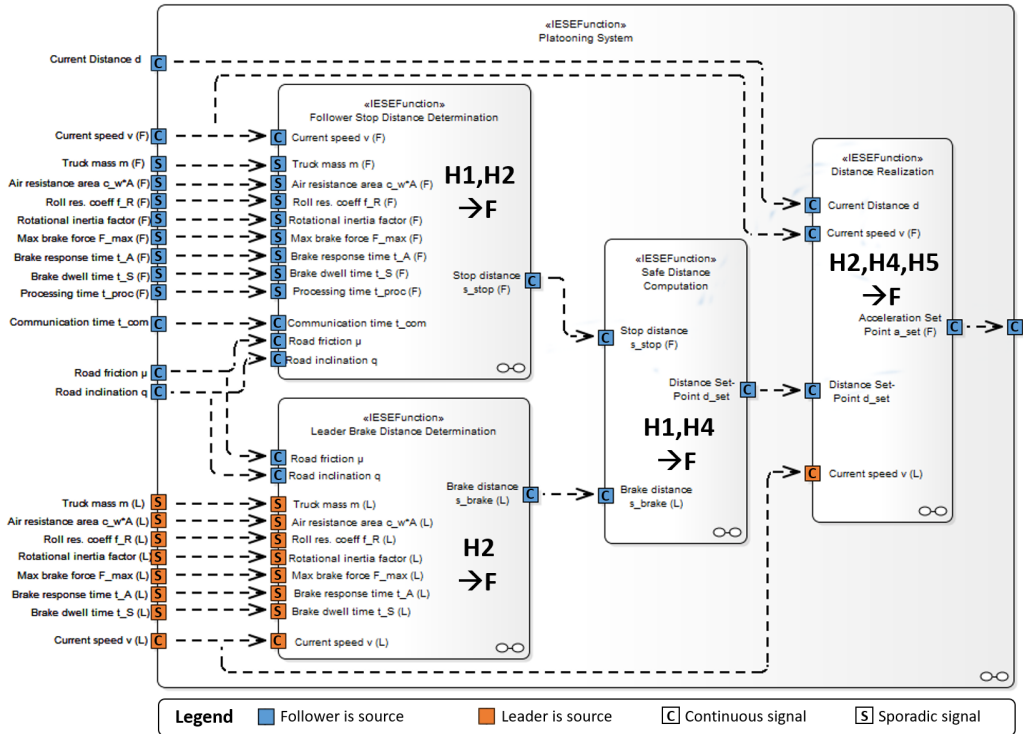 «IESEFunction»
Platooning System
Current Distance d
C
«IESEFunction»
Follower Stop Distance Determination
Current speed v (F)
C
C
Current speed v (F)
Truck mass m (F)
S
S
Truck mass m (F)
Air resistance area c_w*A (F)
S
S
Air resistance area c_w*A (F)
Roll res. coeff f_R (F)
S
S
Roll res. coeff f_R (F)
Rotational inertia factor (F)
S
S
Rotational inertia factor (F)
Max brake force F_max (F)
S
S
Max brake force F_max (F)
Brake response time t_A (F)
S
S
Brake response time t_A (F)
Brake dwell time t_S (F)
S
S
Brake dwell time t_S (F)
Processing time t_proc (F)
S
S
Processing time t_proc (F)
Communication time t_com
C
C
Communication time t_com
Road friction µ
C
C
Road friction µ
Road inclination q
C
C
Road inclination q
H1,H2
→F
Stop distance
s_stop (F)
C
«IESEFunction»
Leader Brake Distance Determination
C
Road friction µ
C
Road inclination q
Truck mass m (L)
S
S
Truck mass m (L)
Air resistance area c_w*A (L)
S
S
Air resistance area c_w*A (L)
Roll res. coeff f_R (L)
S
S
Roll res. coeff f_R (L)
Rotational inertia factor (L)
S
S
Rotational inertia factor (L)
Max brake force F_max (L)
S
S
Max brake force F_max (L)
Brake response time t_A (L)
S
S
Brake response time t_A (L)
Brake dwell time t_S (L)
S
S
Brake dwell time t_S (L)
Current speed v (L)
C
C
Current speed v (L)
H2
→F
Brake distance
s_brake (L)
C
«IESEFunction»
Safe Distance
Computation
C
Stop distance
s_stop (F)
Distance Set-
Point d_set
C
H1,H4
→F
C
Brake distance
s_brake (L)
«IESEFunction»
Distance Realization
C
Current Distance d
C
Current speed v (F)
H2,H4,H5
→F
Acceleration Set
Point a_set (F)
C
C
C
Distance Set-
Point d_set
C
Current speed v (L)
Legend
Follower is source
Leader is source
C
Continuous signal
S
Sporadic signal